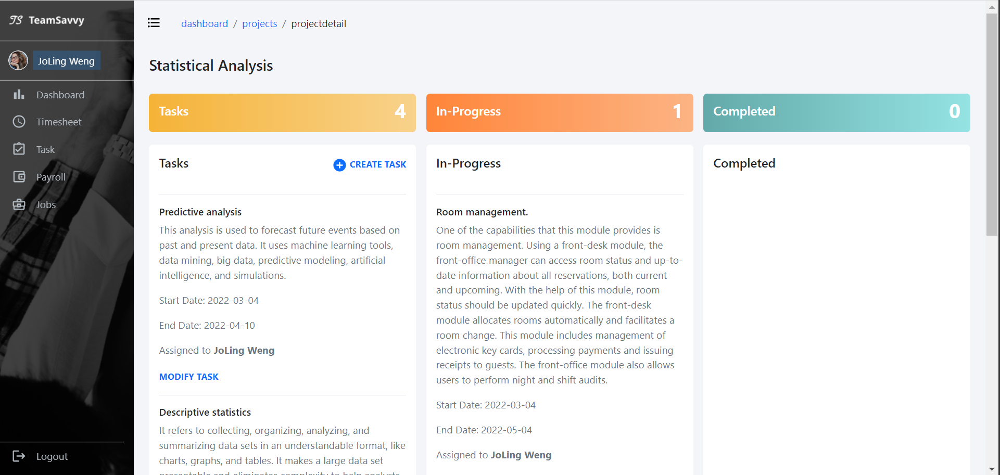 TS TeamSavvy
JoLing Weng
Dashboard
Timesheet
Task
Payroll
Jobs
Logout
dashboard / projects / projectdetail
Statistical Analysis
Tasks 4
In-Progress 1
Completed 0
Tasks
CREATE TASK
Predictive analysis
This analysis is used to forecast future events based on
past and present data. It uses machine learning tools,
data mining, big data, predictive modeling, artificial
intelligence, and simulations.
Start Date: 2022-03-04
End Date: 2022-04-10
Assigned to JoLing Weng
MODIFY TASK
Descriptive statistics
It refers to collecting, organizing, analyzing, and
summarizing data sets in an understandable format, like
charts, graphs, and tables. It makes a large data set
presentable and eliminates complexity to help analysts
In-Progress
Room management.
One of the capabilities that this module provides is
room management. Using a front-desk module, the
front-office manager can access room status and up-to-
date information about all reservations, both current
and upcoming. With the help of this module, room
status should be updated quickly. The front-desk
module allocates rooms automatically and facilitates a
room change. This module includes management of
electronic key cards, processing payments and issuing
receipts to guests. The front-office module also allows
users to perform night and shift audits.
Start Date: 2022-03-04
End Date: 2022-05-04
Assigned to JoLing Weng
Completed